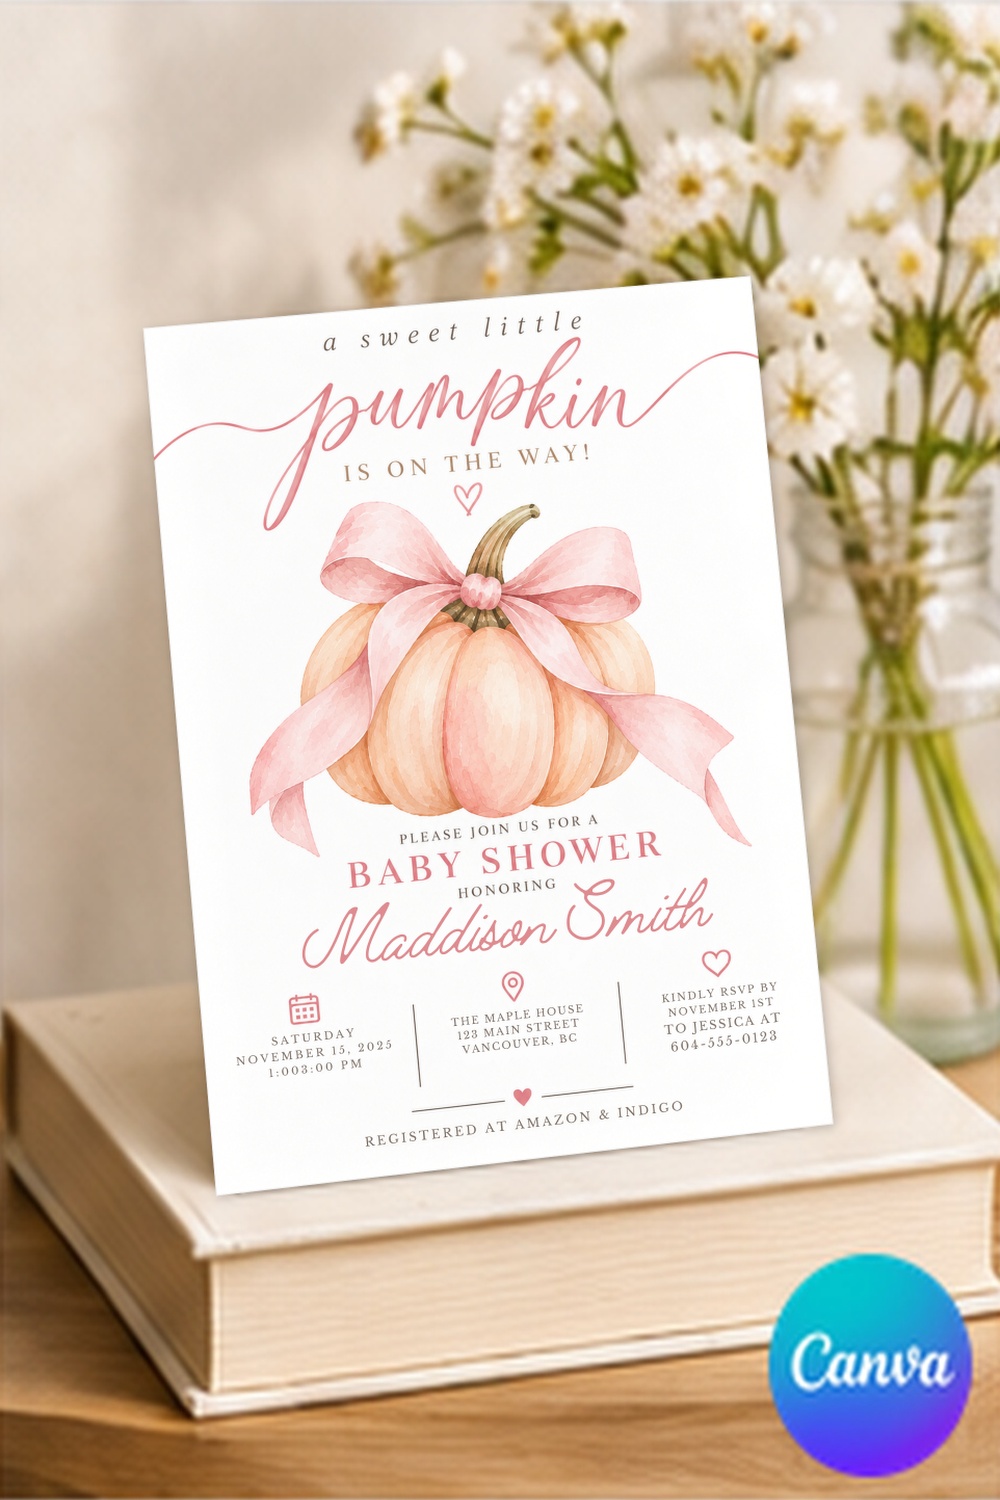 a sweet little
pumpkin
IS ON THE WAY!
PLEASE JOIN US FOR A
BABY SHOWER
HONORING
Maddison Smith
SATURDAY
NOVEMBER 15, 2025
1:003:00 PM
THE MAPLE HOUSE
123 MAIN STREET
VANCOUVER, BC
KINDLY RSVP BY
NOVEMBER 1ST
TO JESSICA AT
604-555-0123
REGISTERED AT AMAZON & INDIGO
Canva